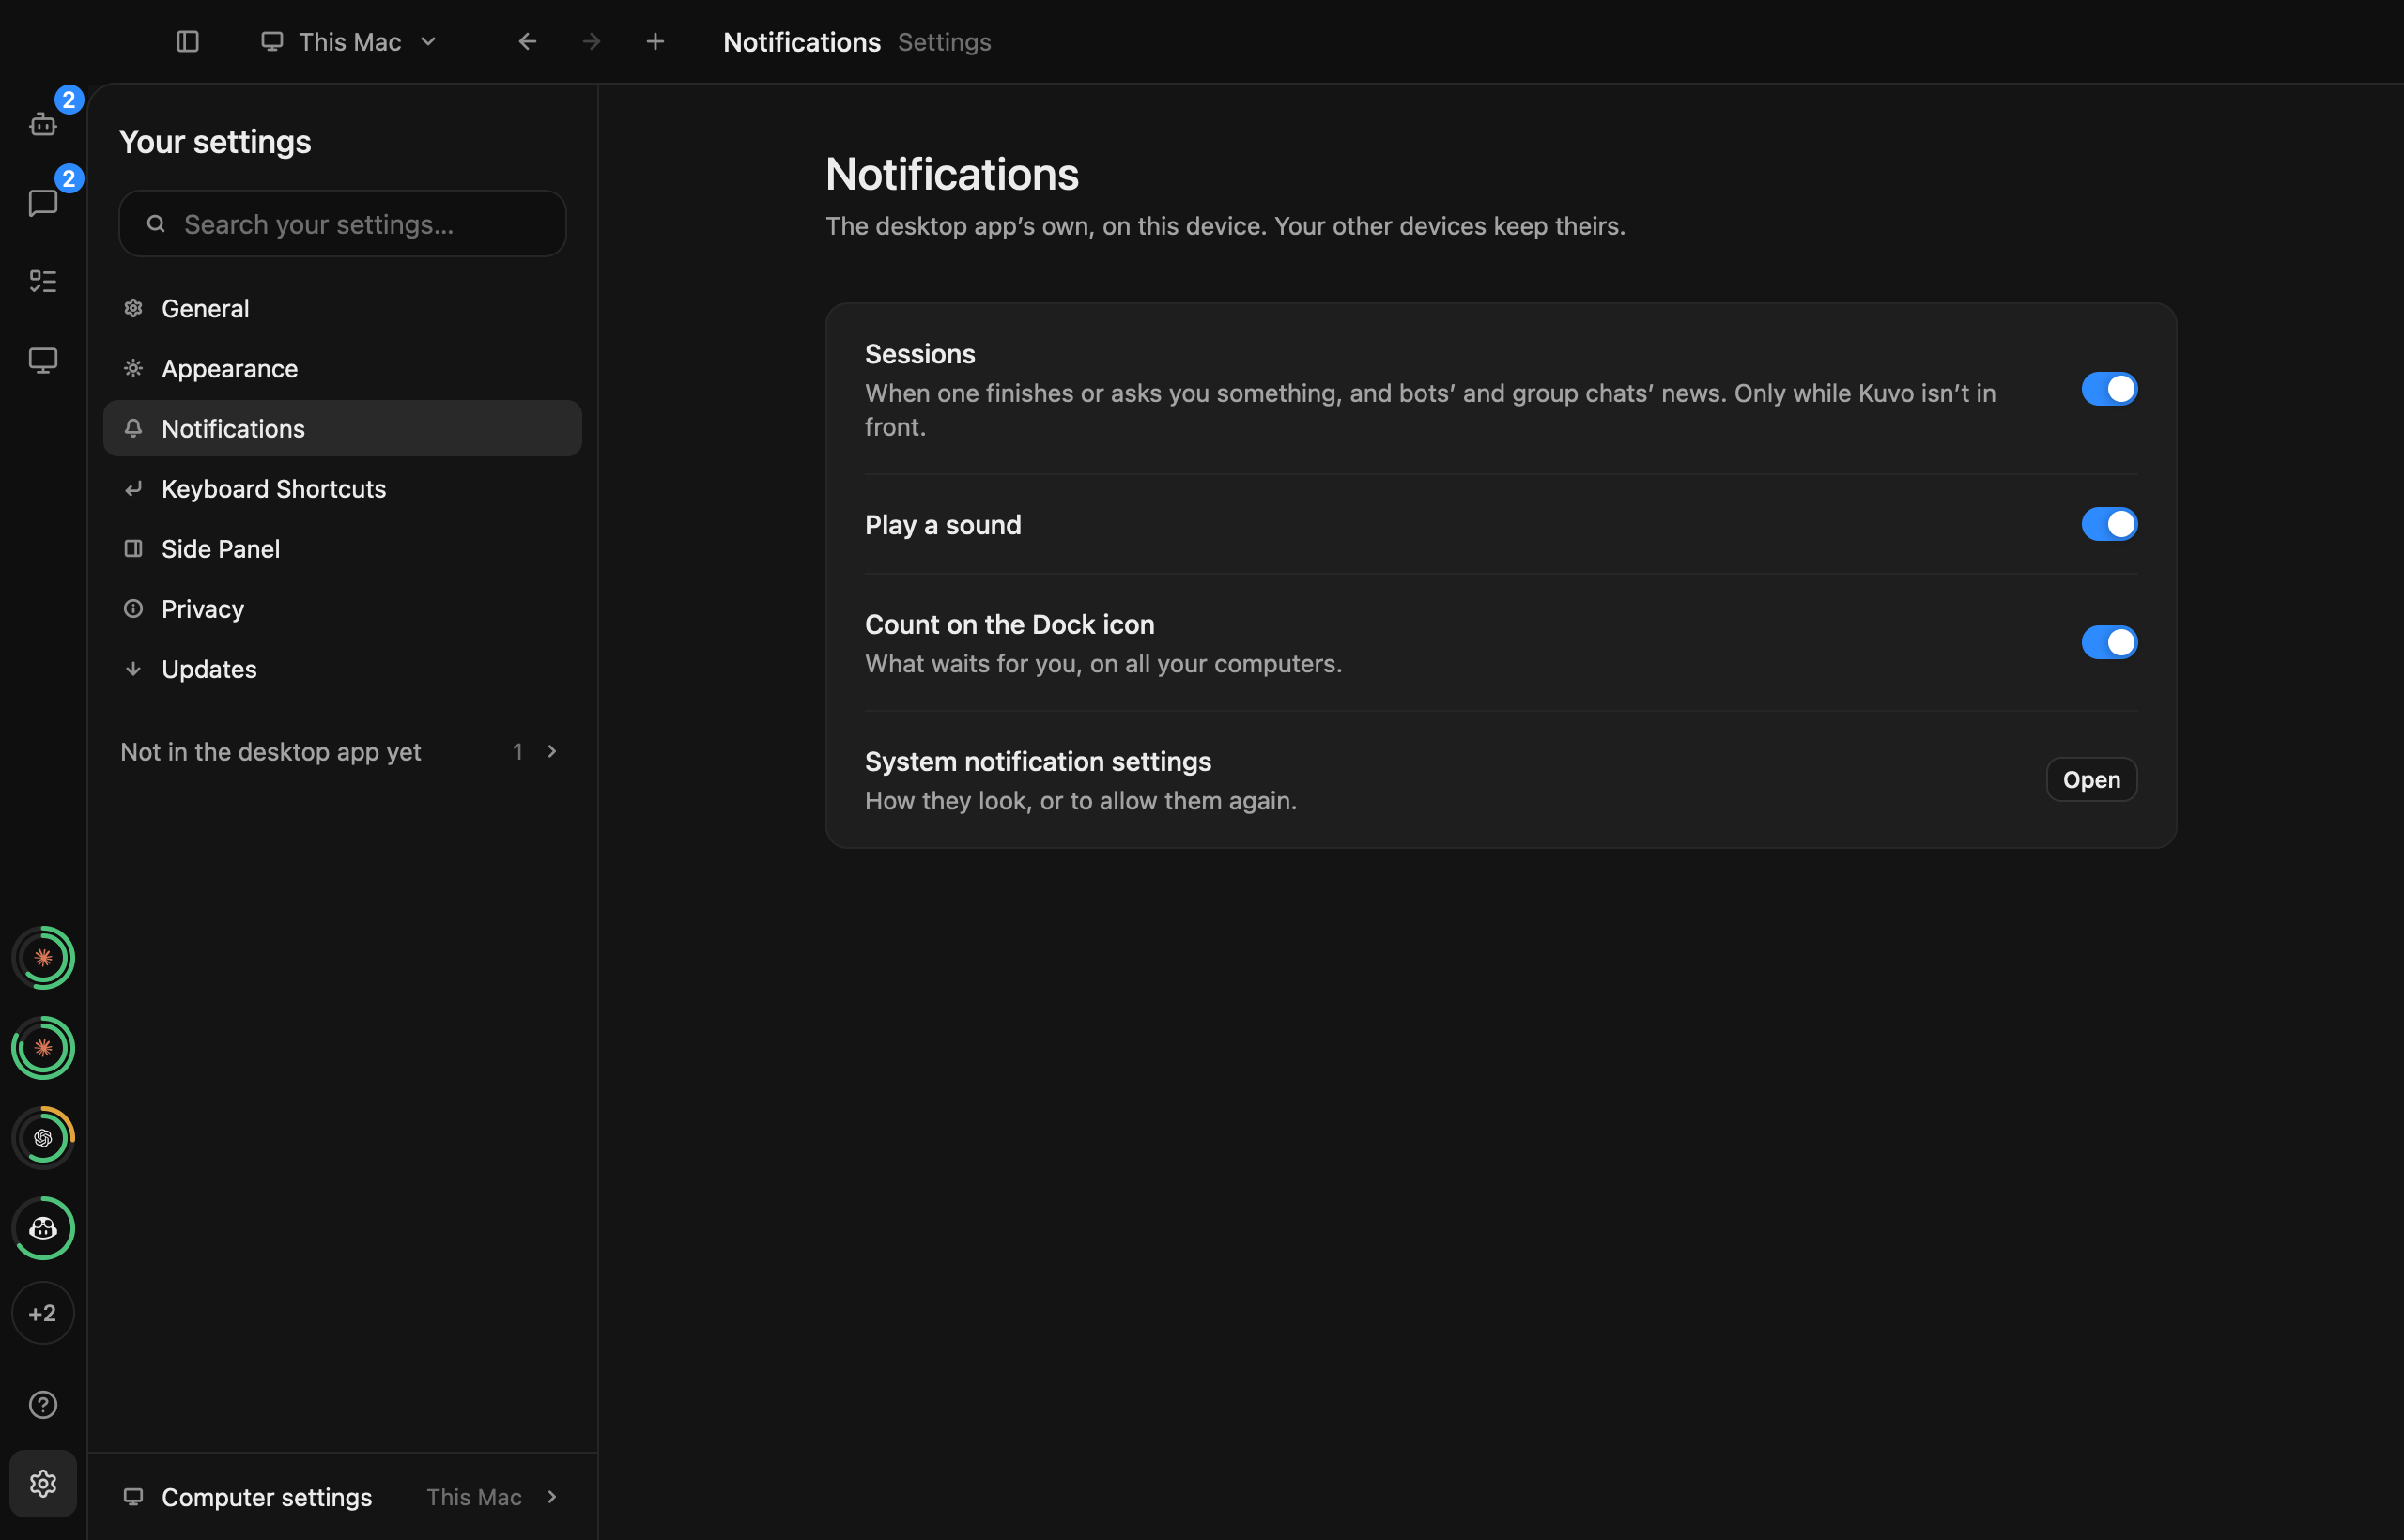 This Mac
Notifications Settings
2
2
Your settings
Search your settings...
General
Appearance
Notifications
Keyboard Shortcuts
Side Panel
Privacy
Updates
Not in the desktop app yet 1
Notifications
The desktop app’s own, on this device. Your other devices keep theirs.
Sessions
When one finishes or asks you something, and bots’ and group chats’ news. Only while Kuvo isn’t in
front.
Play a sound
Count on the Dock icon
What waits for you, on all your computers.
System notification settings
How they look, or to allow them again.
Open
+2
Computer settings This Mac